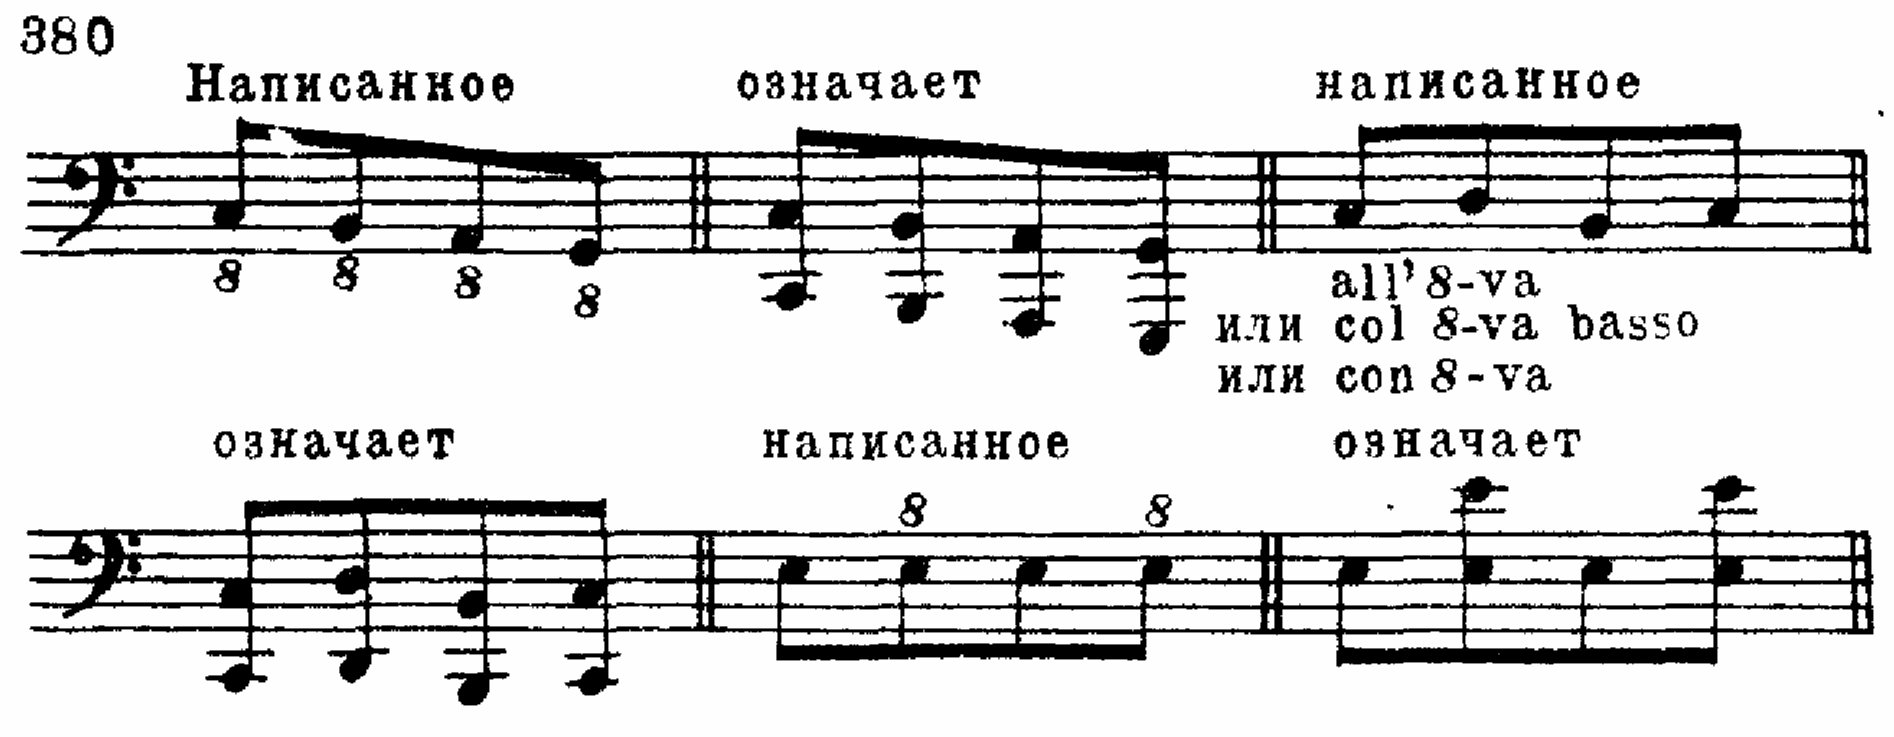 380
Написанное означает написанное
8 8 8 8
all' 8-va
или col 8-va basso
или con 8-va
означает написанное означает
8 8